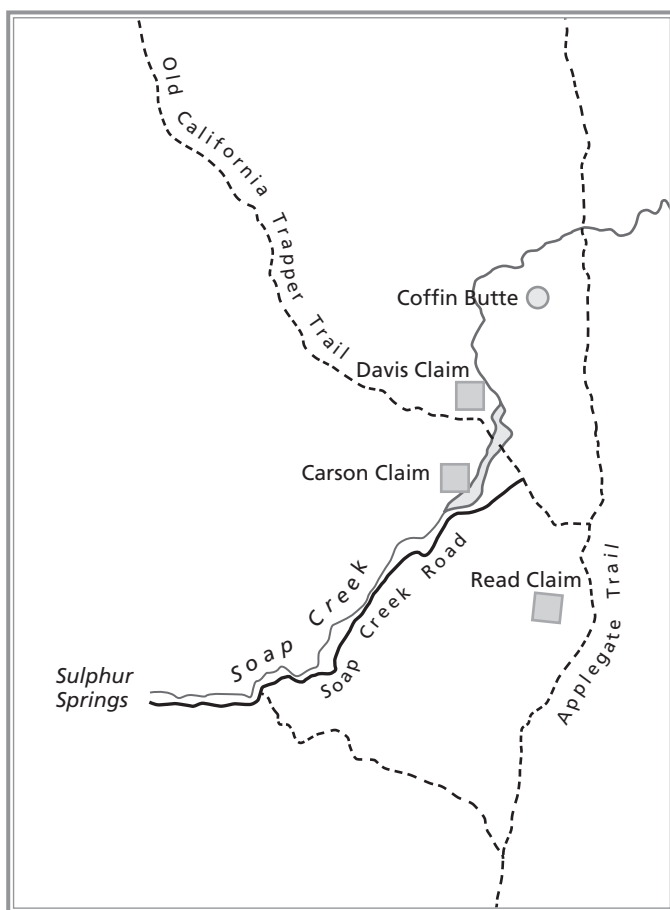 Old California Trapper Trail
Coffin Butte
Davis Claim
Carson Claim
Soap Creek
Soap Creek Road
Read Claim
Applegate Trail
Sulphur
Springs